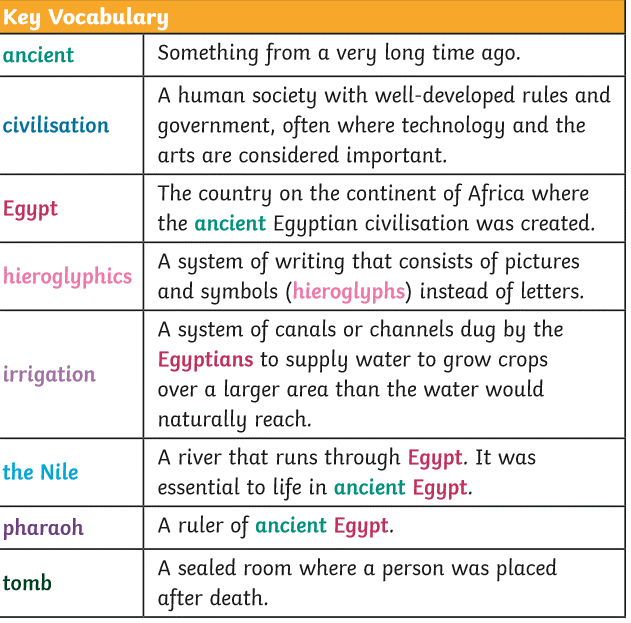 Key Vocabulary
ancient
Something from a very long time ago.
civilisation
A human society with well-developed rules and
government, often where technology and the
arts are considered important.
Egypt
The country on the continent of Africa where
the ancient Egyptian civilisation was created.
hieroglyphics
A system of writing that consists of pictures
and symbols (hieroglyphs) instead of letters.
irrigation
A system of canals or channels dug by the
Egyptians to supply water to grow crops
over a larger area than the water would
naturally reach.
the Nile
A river that runs through Egypt. It was
essential to life in ancient Egypt.
pharaoh
A ruler of ancient Egypt.
tomb
A sealed room where a person was placed
after death.